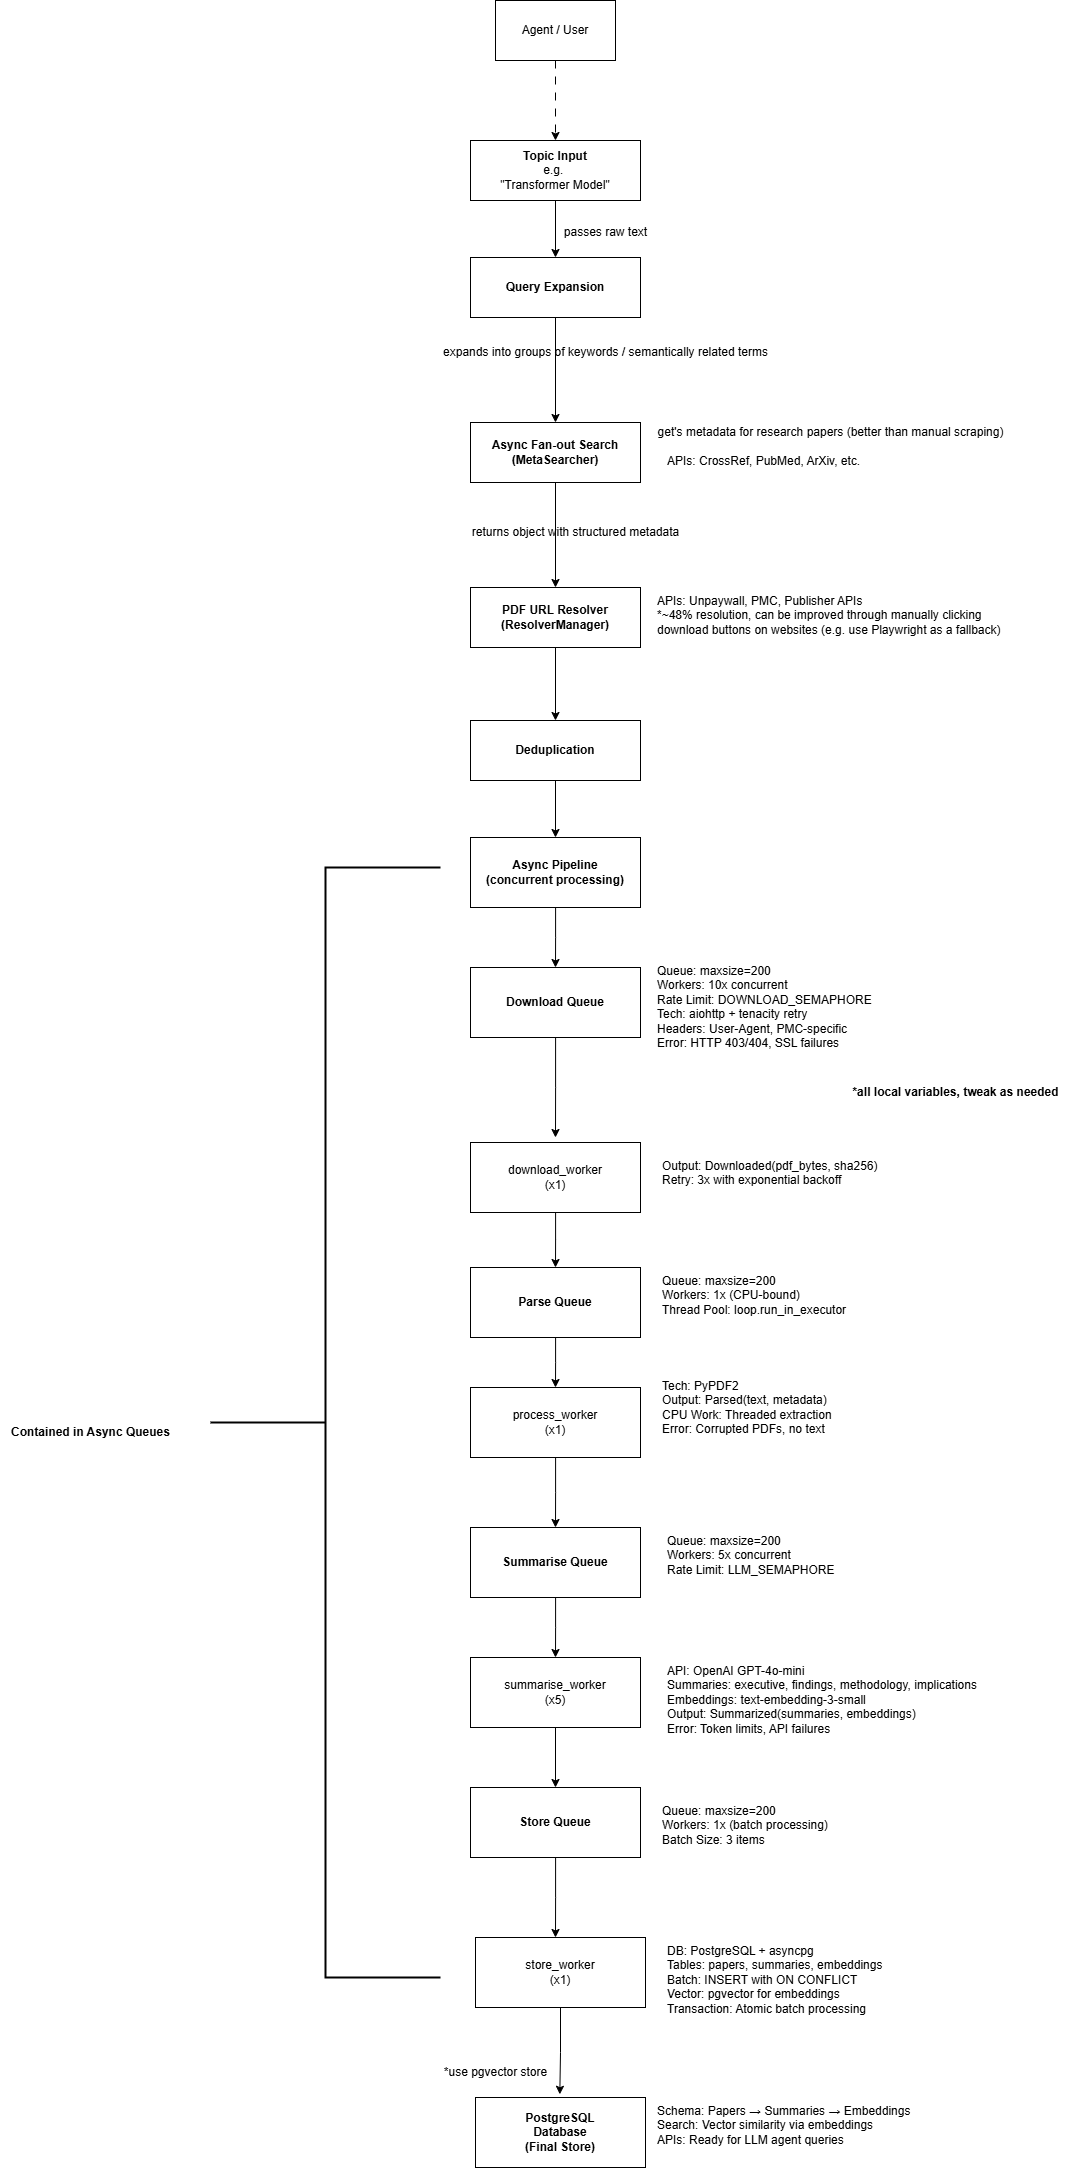 Agent / User
Topic Input
e.g.
"Transformer Model"
passes raw text
Query Expansion
expands into groups of keywords / semantically related terms
Async Fan-out Search
(MetaSearcher)
get's metadata for research papers (better than manual scraping)
APIs: CrossRef, PubMed, ArXiv, etc.
returns object with structured metadata
PDF URL Resolver
(ResolverManager)
APIs: Unpaywall, PMC, Publisher APIs
*~48% resolution, can be improved through manually clicking
download buttons on websites (e.g. use Playwright as a fallback)
Deduplication
Async Pipeline
(concurrent processing)
Download Queue
Queue: maxsize=200
Workers: 10x concurrent
Rate Limit: DOWNLOAD_SEMAPHORE
Tech: aiohttp + tenacity retry
Headers: User-Agent, PMC-specific
Error: HTTP 403/404, SSL failures
*all local variables, tweak as needed
download_worker
(x1)
Output: Downloaded(pdf_bytes, sha256)
Retry: 3x with exponential backoff
Parse Queue
Queue: maxsize=200
Workers: 1x (CPU-bound)
Thread Pool: loop.run_in_executor
process_worker
(x1)
Tech: PyPDF2
Output: Parsed(text, metadata)
CPU Work: Threaded extraction
Error: Corrupted PDFs, no text
Contained in Async Queues
Summarise Queue
Queue: maxsize=200
Workers: 5x concurrent
Rate Limit: LLM_SEMAPHORE
summarise_worker
(x5)
API: OpenAI GPT-4o-mini
Summaries: executive, findings, methodology, implications
Embeddings: text-embedding-3-small
Output: Summarized(summaries, embeddings)
Error: Token limits, API failures
Store Queue
Queue: maxsize=200
Workers: 1x (batch processing)
Batch Size: 3 items
store_worker
(x1)
DB: PostgreSQL + asyncpg
Tables: papers, summaries, embeddings
Batch: INSERT with ON CONFLICT
Vector: pgvector for embeddings
Transaction: Atomic batch processing
*use pgvector store
PostgreSQL
Database
(Final Store)
Schema: Papers → Summaries → Embeddings
Search: Vector similarity via embeddings
APIs: Ready for LLM agent queries